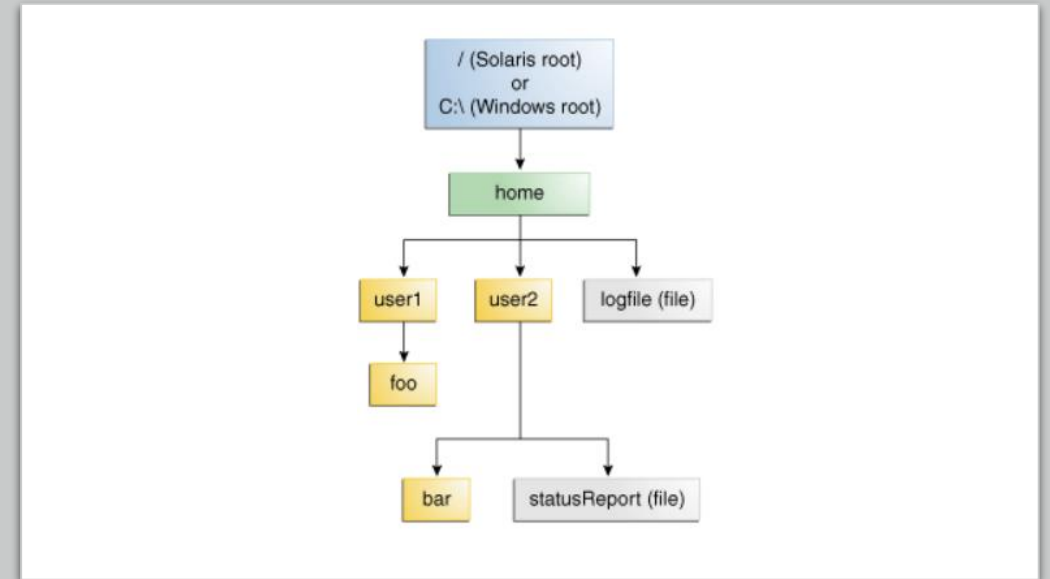 / (Solaris root)
or
C:\ (Windows root)
home
user1
user2
logfile (file)
foo
bar
statusReport (file)